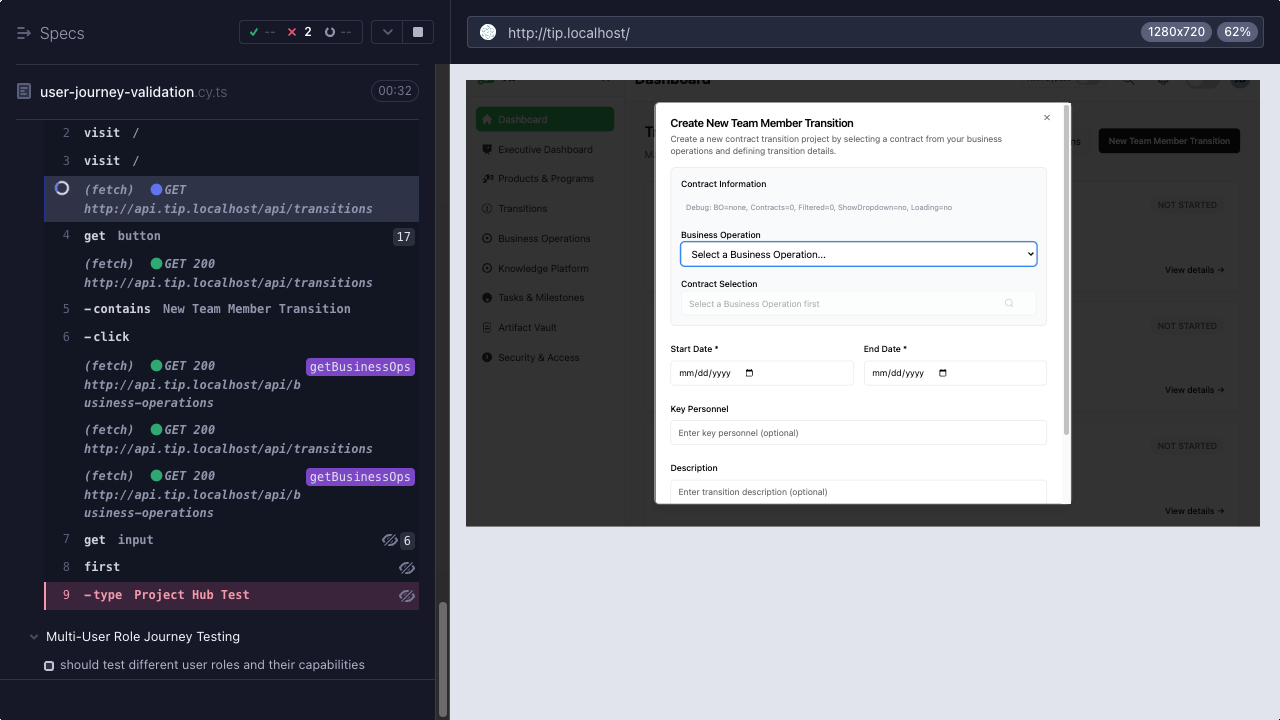 Specs
-- 2 --
user-journey-validation.cy.ts
00:32
2 visit /
3 visit /
(fetch) GET
http://api.tip.localhost/api/transitions
4 get button 17
(fetch) GET 200
http://api.tip.localhost/api/transitions
5 -contains New Team Member Transition
6 -click
(fetch) GET 200 getBusinessOps
http://api.tip.localhost/api/b
usiness-operations
(fetch) GET 200
http://api.tip.localhost/api/transitions
(fetch) GET 200 getBusinessOps
http://api.tip.localhost/api/b
usiness-operations
7 get input 6
8 first
9 -type Project Hub Test
Multi-User Role Journey Testing
should test different user roles and their capabilities
http://tip.localhost/
1280x720 62%
Dashboard
Dashboard
Executive Dashboard
Products & Programs
Transitions
Business Operations
Knowledge Platform
Tasks & Milestones
Artifact Vault
Security & Access
New Team Member Transition
NOT STARTED
View details →
NOT STARTED
View details →
NOT STARTED
View details →
Create New Team Member Transition
×
Create a new contract transition project by selecting a contract from your business
operations and defining transition details.
Contract Information
Debug: BO=none, Contracts=0, Filtered=0, ShowDropdown=no, Loading=no
Business Operation
Select a Business Operation...
Contract Selection
Select a Business Operation first
Start Date * End Date *
mm/dd/yyyy mm/dd/yyyy
Key Personnel
Enter key personnel (optional)
Description
Enter transition description (optional)